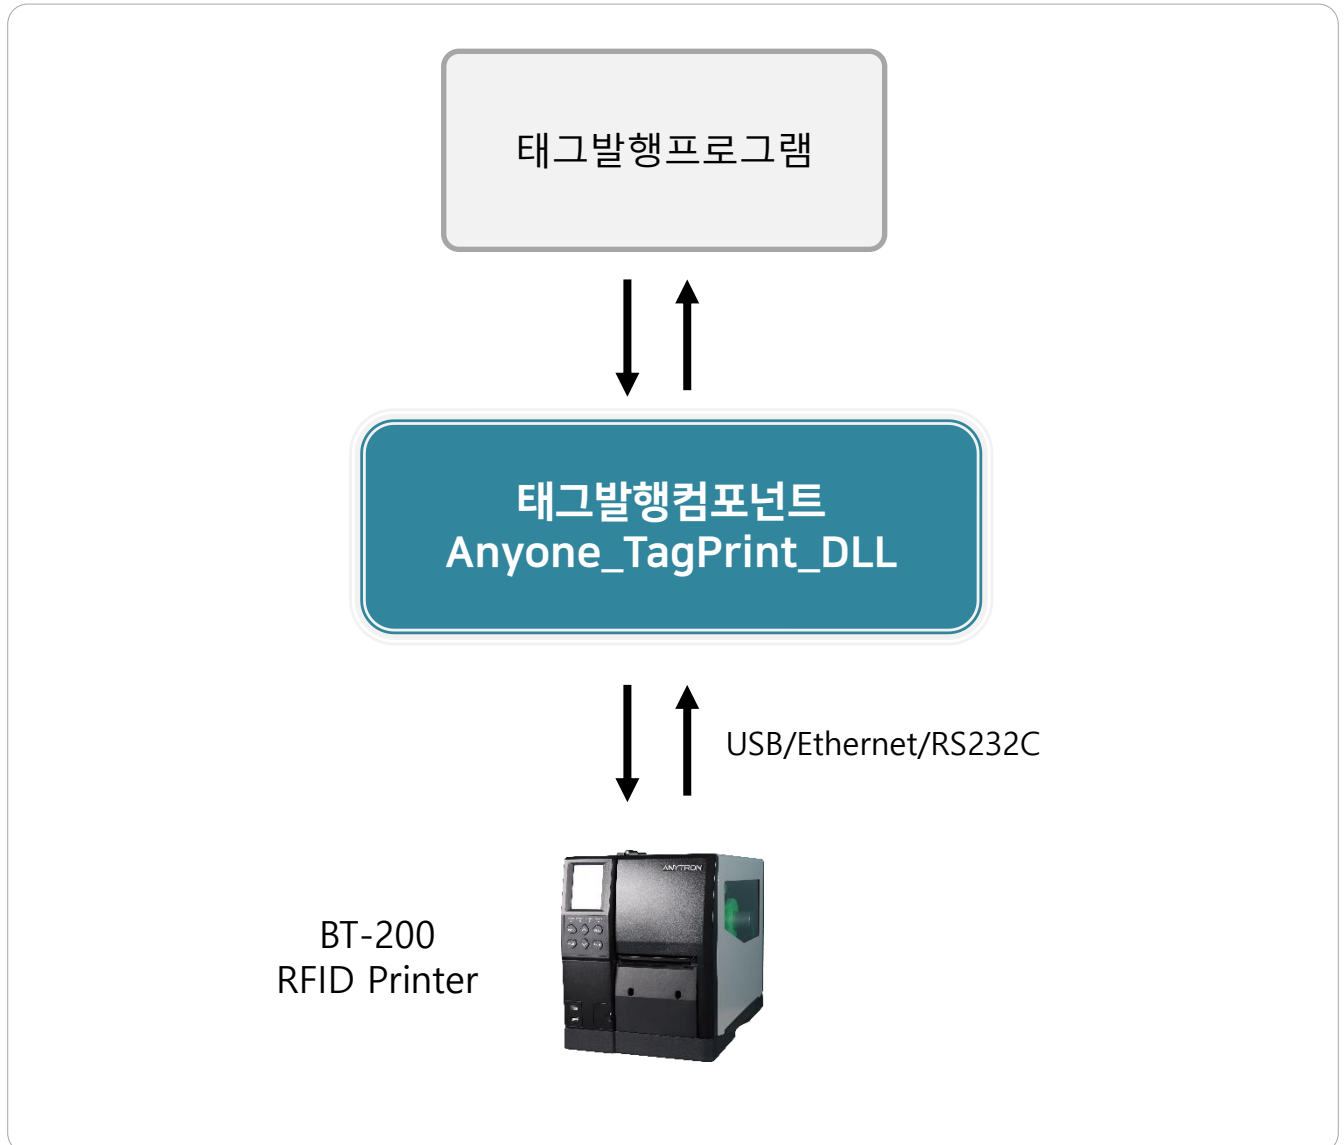 태그발행프로그램
태그발행컴포넌트
Anyone_TagPrint_DLL
USB/Ethernet/RS232C
ANYTRON
BT-200
RFID Printer